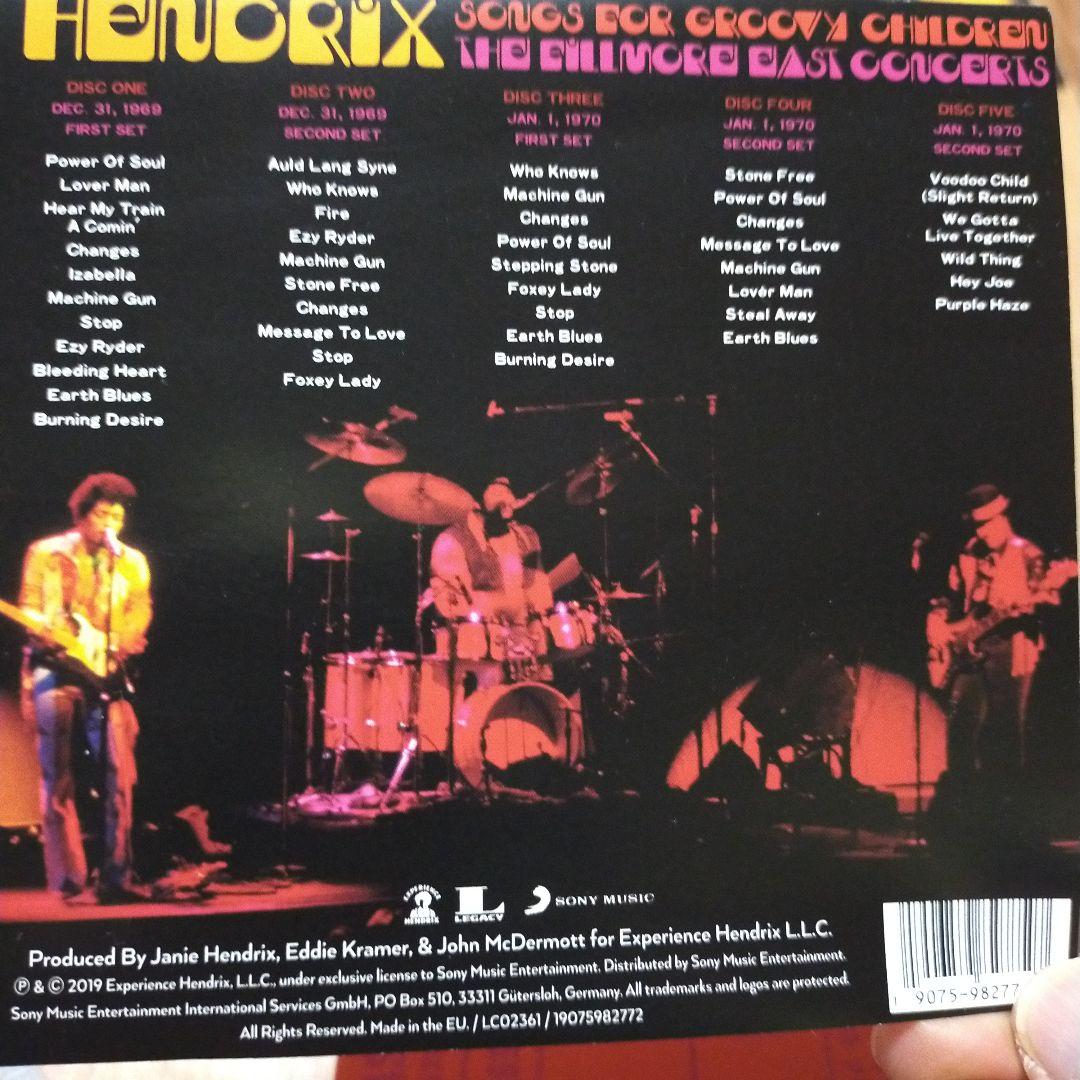 HENDRIX
SONGS FOR GROOVY CHILDREN
THE FILLMORE EAST CONCERTS
DISC ONE
DEC. 31, 1969
FIRST SET
Power Of Soul
Lover Man
Hear My Train
A Comin'
Changes
Izabella
Machine Gun
Stop
Ezy Ryder
Bleeding Heart
Earth Blues
Burning Desire
DISC TWO
DEC. 31, 1969
SECOND SET
Auld Lang Syne
Who Knows
Fire
Ezy Ryder
Machine Gun
Stone Free
Changes
Message To Love
Stop
Foxey Lady
DISC THREE
JAN. 1, 1970
FIRST SET
Who Knows
Machine Gun
Changes
Power Of Soul
Stepping Stone
Foxey Lady
Stop
Earth Blues
Burning Desire
DISC FOUR
JAN. 1, 1970
SECOND SET
Stone Free
Power Of Soul
Changes
Message To Love
Machine Gun
Lover Man
Steal Away
Earth Blues
DISC FIVE
JAN. 1, 1970
SECOND SET
Voodoo Child
(Slight Return)
We Gotta
Live Together
Wild Thing
Hey Joe
Purple Haze
EXPERIENCE
HENDRIX
L
LEGACY
SONY MUSIC
Produced By Janie Hendrix, Eddie Kramer, & John McDermott for Experience Hendrix L.L.C.
℗ & © 2019 Experience Hendrix, L.L.C., under exclusive license to Sony Music Entertainment. Distributed by Sony Music Entertainment.
Sony Music Entertainment International Services GmbH, PO Box 510, 33311 Gütersloh, Germany. All trademarks and logos are protected.
All Rights Reserved. Made in the EU. / LC02361 / 19075982772
1 9075-98277